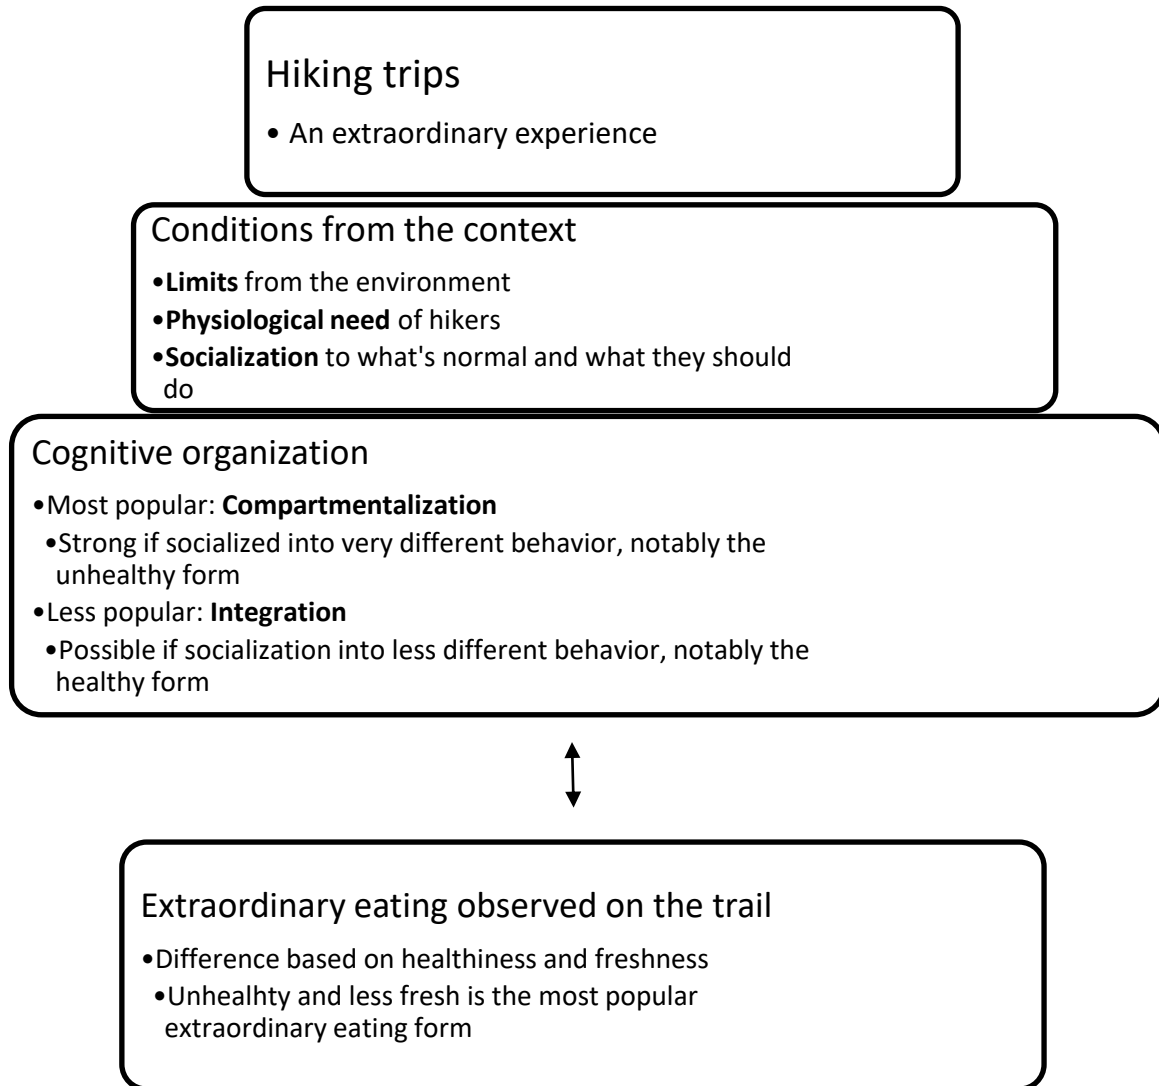 Hiking trips
• An extraordinary experience
Conditions from the context
•Limits from the environment
•Physiological need of hikers
•Socialization to what's normal and what they should
do
Cognitive organization
•Most popular: Compartmentalization
•Strong if socialized into very different behavior, notably the
unhealthy form
•Less popular: Integration
•Possible if socialization into less different behavior, notably the
healthy form
Extraordinary eating observed on the trail
•Difference based on healthiness and freshness
•Unhealhty and less fresh is the most popular
extraordinary eating form